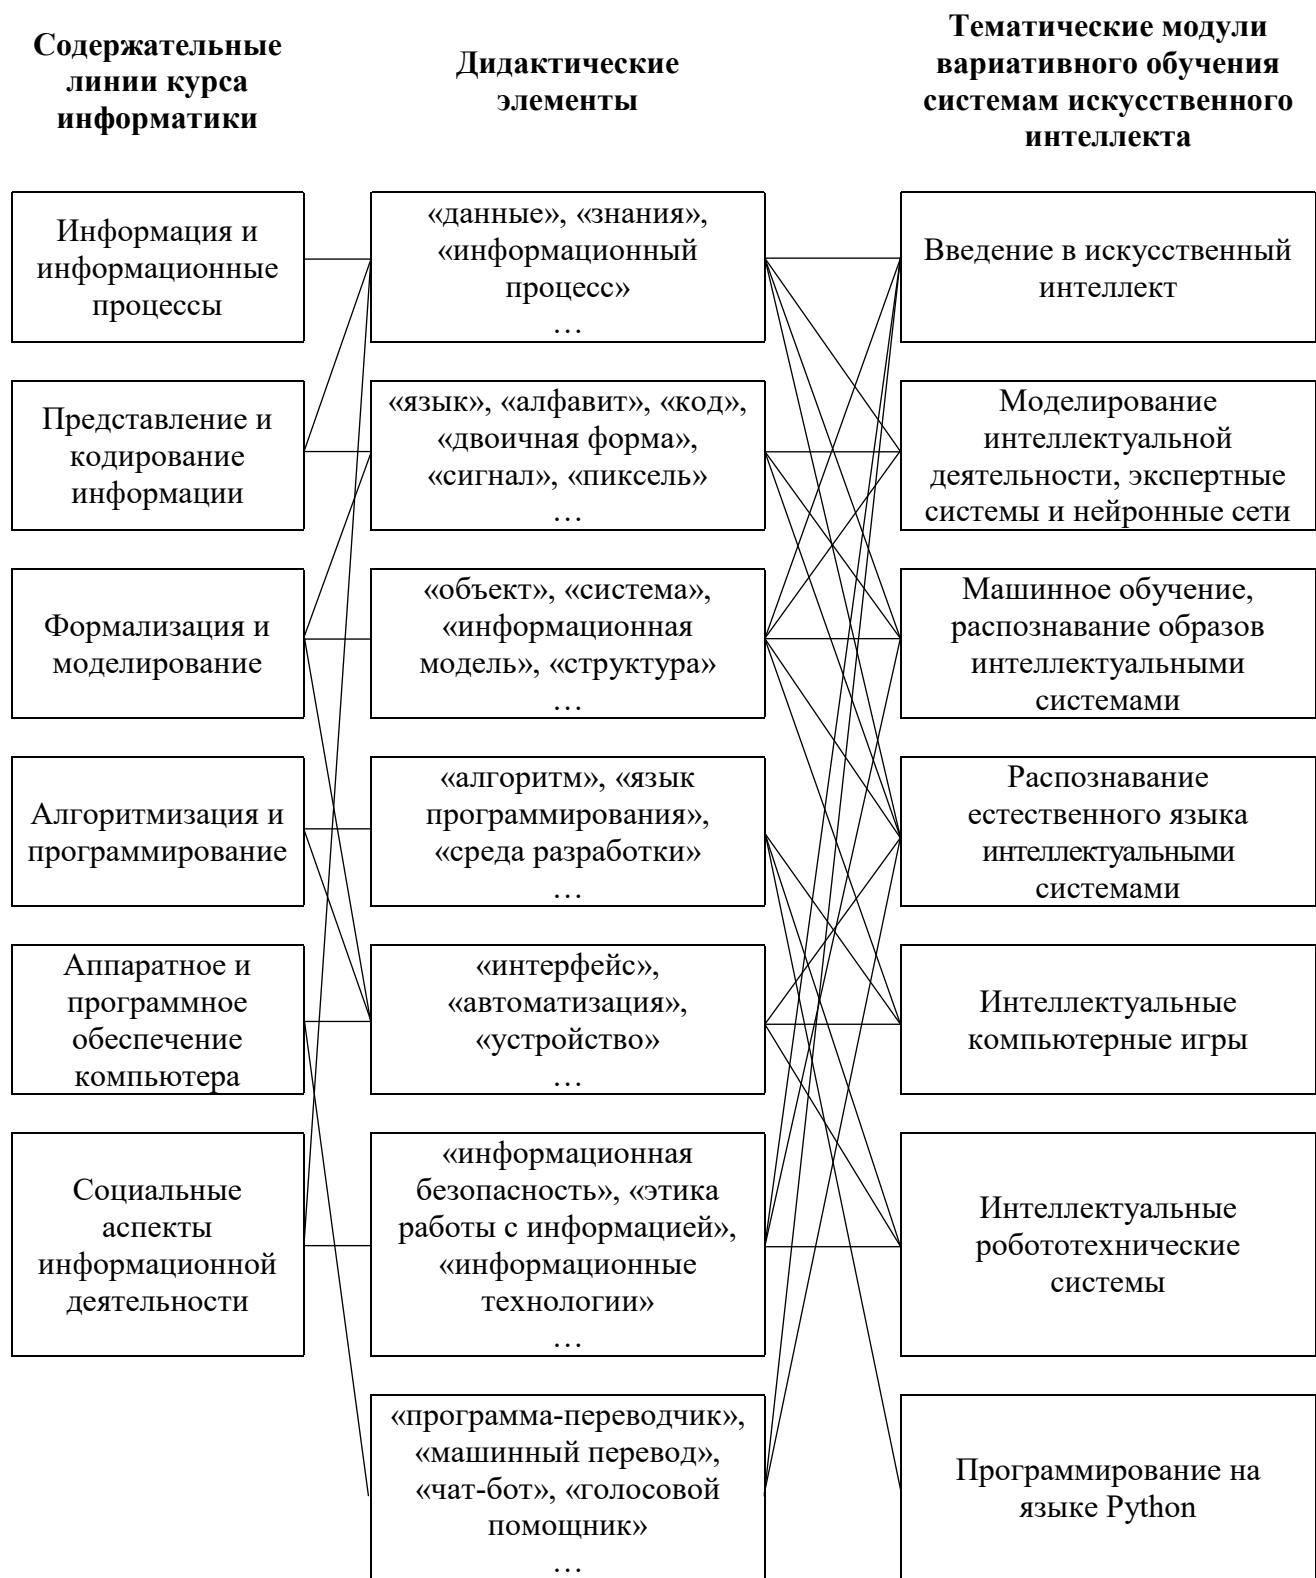 Содержательные
линии курса
информатики
Дидактические
элементы
Тематические модули
вариативного обучения
системам искусственного
интеллекта
Информация и
информационные
процессы
«данные», «знания»,
«информационный
процесс»
…
Введение в искусственный
интеллект
Представление и
кодирование
информации
«язык», «алфавит», «код»,
«двоичная форма»,
«сигнал», «пиксель»
…
Моделирование
интеллектуальной
деятельности, экспертные
системы и нейронные сети
Формализация и
моделирование
«объект», «система»,
«информационная
модель», «структура»
…
Машинное обучение,
распознавание образов
интеллектуальными
системами
Алгоритмизация и
программирование
«алгоритм», «язык
программирования»,
«среда разработки»
…
Распознавание
естественного языка
интеллектуальными
системами
Аппаратное и
программное
обеспечение
компьютера
«интерфейс»,
«автоматизация»,
«устройство»
…
Интеллектуальные
компьютерные игры
Социальные
аспекты
информационной
деятельности
«информационная
безопасность», «этика
работы с информацией»,
«информационные
технологии»
…
Интеллектуальные
робототехнические
системы
«программа-переводчик»,
«машинный перевод»,
«чат-бот», «голосовой
помощник»
…
Программирование на
языке Python